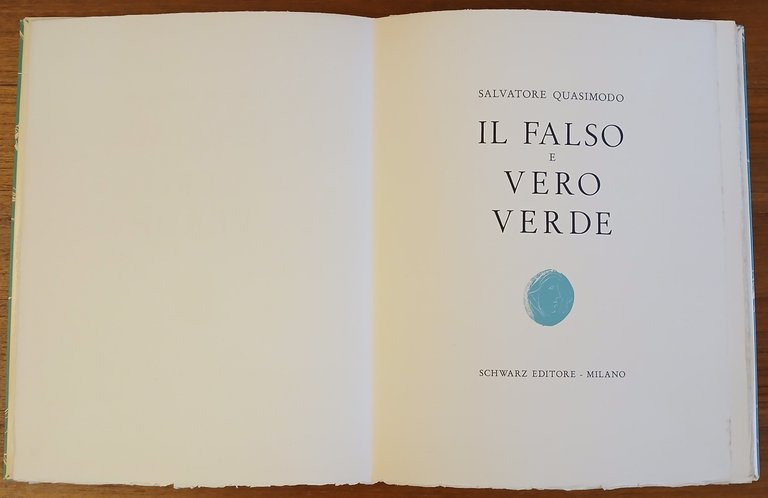 SALVATORE QUASIMODO
IL FALSO
E
VERO
VERDE
SCHWARZ EDITORE - MILANO